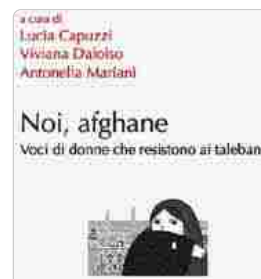 a cura di
Lucia Capuzzi
Viviana Daloiso
Antonella Mariani
Noi, afghane
Voci di donne che resistono ai taleban